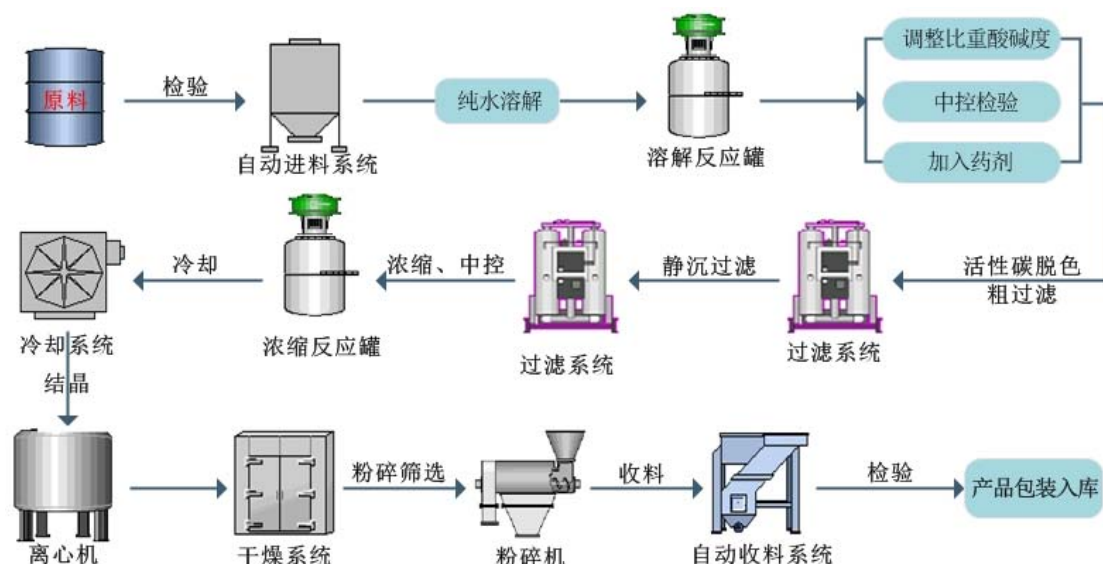 原料
检验
自动进料系统
纯水溶解
溶解反应罐
调整比重酸碱度
中控检验
加入药剂
活性碳脱色
粗过滤
过滤系统
静沉过滤
过滤系统
浓缩、中控
浓缩反应罐
冷却
冷却系统
结晶
离心机
干燥系统
粉碎筛选
粉碎机
收料
自动收料系统
检验
产品包装入库